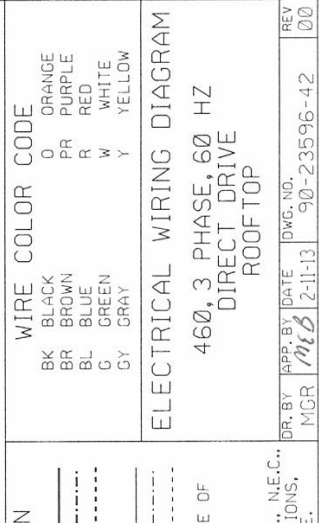 WIRE COLOR CODE
BK BLACK O ORANGE
BR BROWN PR PURPLE
BL BLUE R RED
G GREEN W WHITE
GY GRAY Y YELLOW
ELECTRICAL WIRING DIAGRAM
460, 3 PHASE, 60 HZ
DIRECT DRIVE
ROOFTOP
DR. BY APP. BY DATE DWG. NO. REV
MGR MEB 2-11-13 90-23596-42 00
N
E OF
, N.E.C.,
IONS,
E.